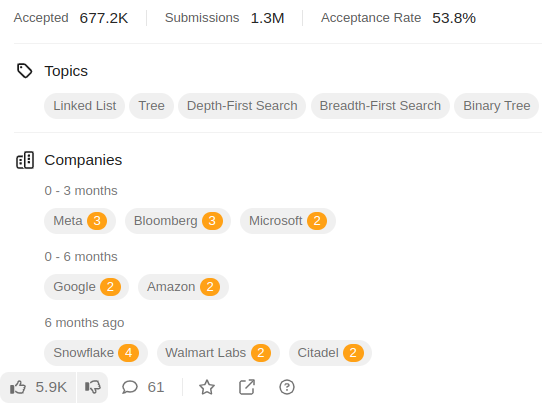 Accepted 677.2K Submissions 1.3M Acceptance Rate 53.8%
Topics
Linked List Tree Depth-First Search Breadth-First Search Binary Tree
Companies
0 - 3 months
Meta 3 Bloomberg 3 Microsoft 2
0 - 6 months
Google 2 Amazon 2
6 months ago
Snowflake 4 Walmart Labs 2 Citadel 2
5.9K 61